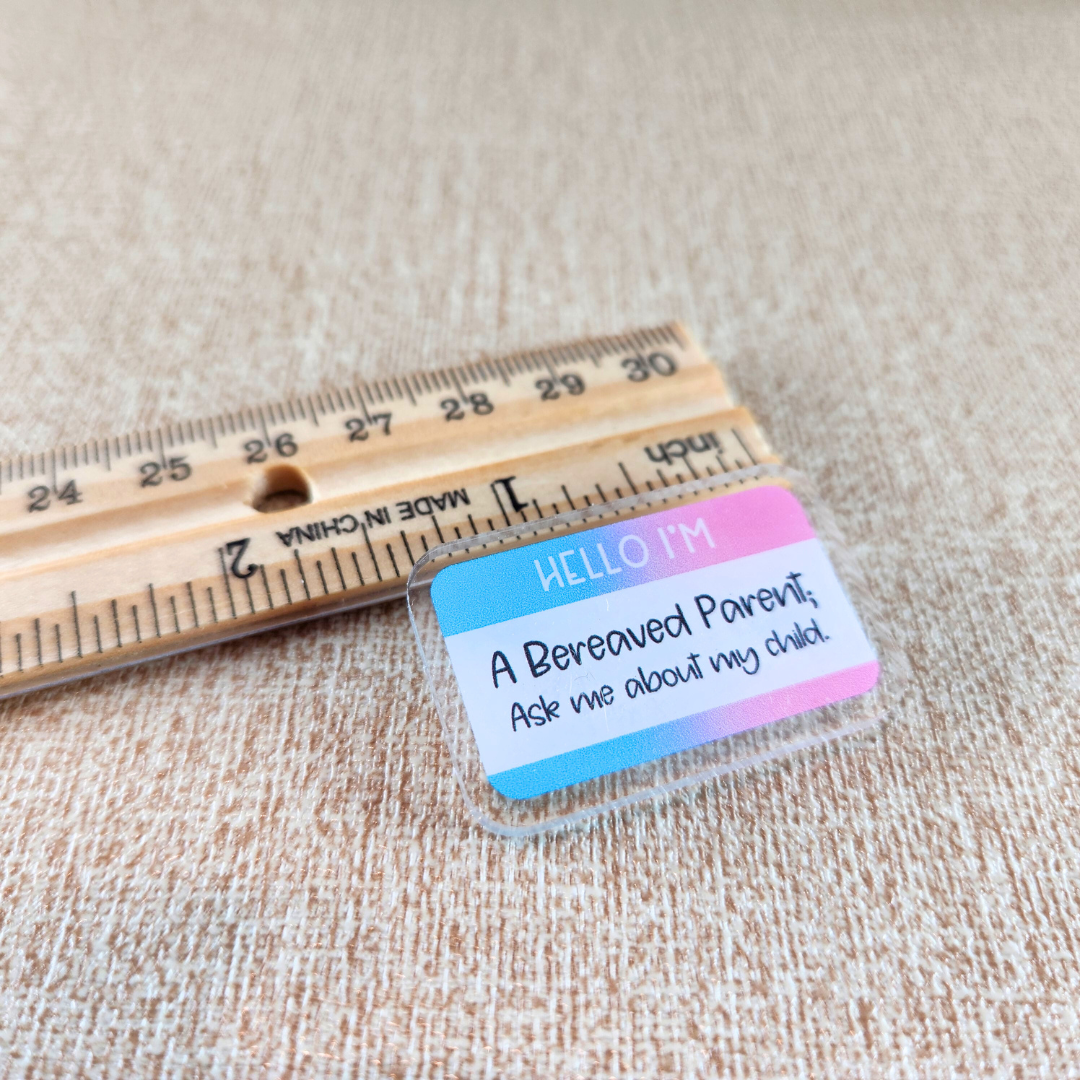 24 25 26 27 28 29 30
inch
1
2
MADE IN CHINA
HELLO I'M
A Bereaved Parent;
Ask me about my child.